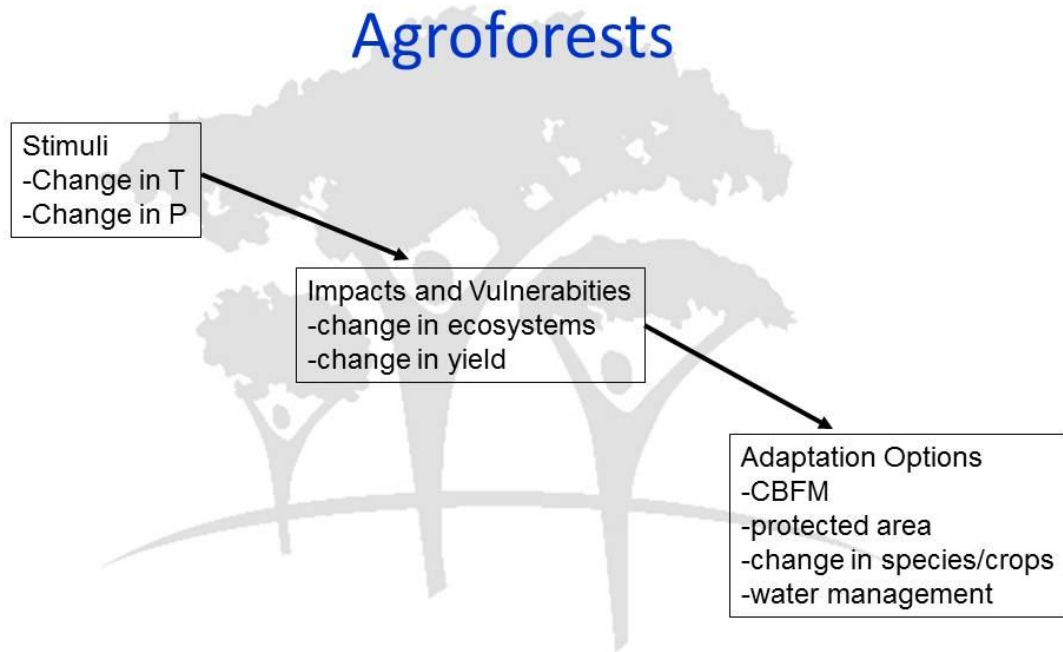 Agroforests
Stimuli
-Change in T
-Change in P
Impacts and Vulnerabities
-change in ecosystems
-change in yield
Adaptation Options
-CBFM
-protected area
-change in species/crops
-water management